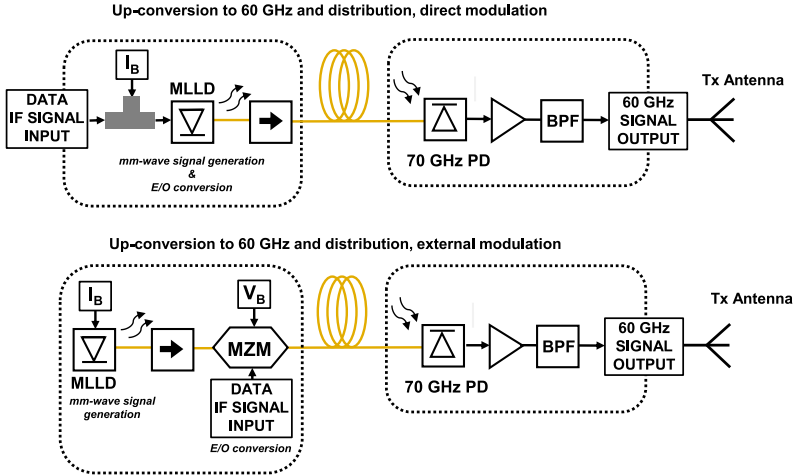 Up-conversion to 60 GHz and distribution, direct modulation
DATA
IF SIGNAL
INPUT
I_B
MLLD
mm-wave signal generation
&
E/O conversion
70 GHz PD
BPF
60 GHz
SIGNAL
OUTPUT
Tx Antenna
Up-conversion to 60 GHz and distribution, external modulation
I_B
MLLD
mm-wave signal
generation
V_B
MZM
DATA
IF SIGNAL
INPUT
E/O conversion
70 GHz PD
BPF
60 GHz
SIGNAL
OUTPUT
Tx Antenna